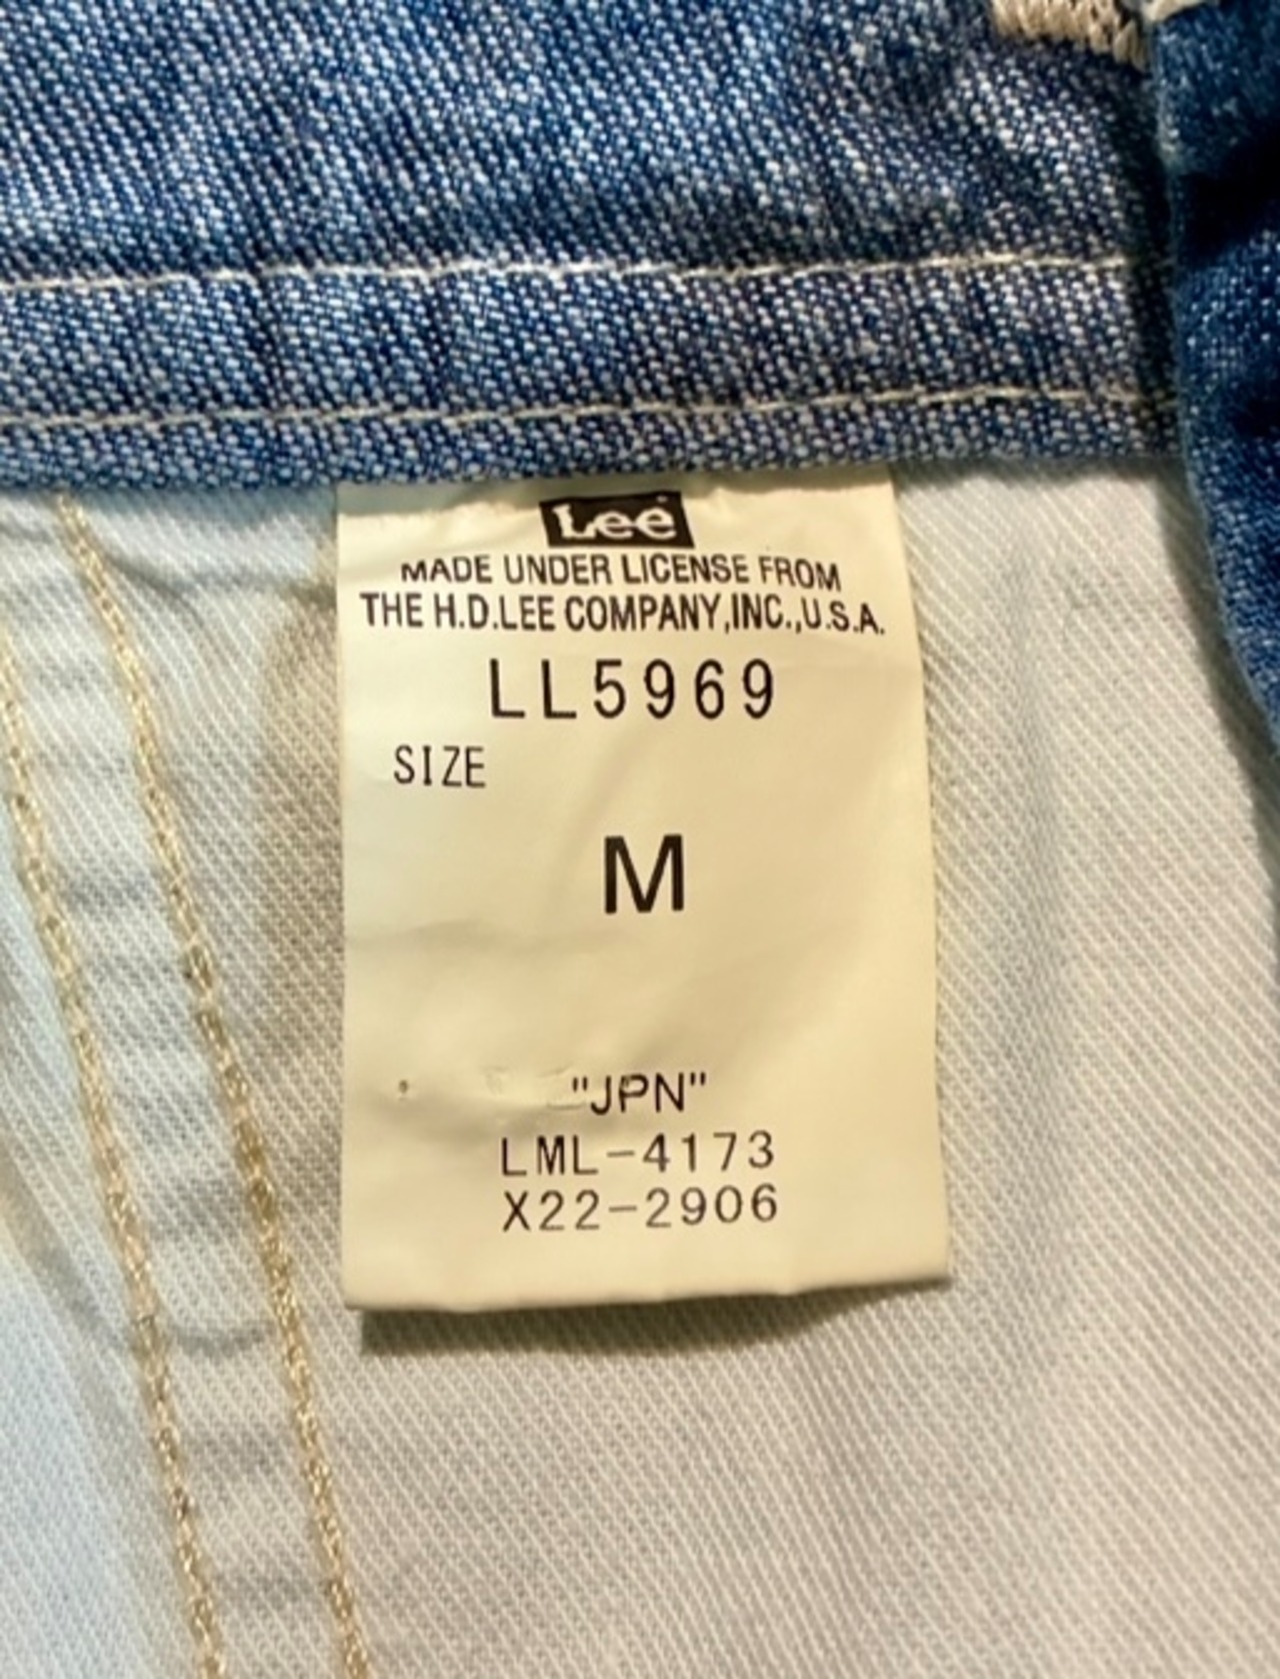 Lee
MADE UNDER LICENSE FROM
THE H.D.LEE COMPANY,INC.,U.S.A.
LL5969
SIZE
M
"JPN"
LML-4173
X22-2906